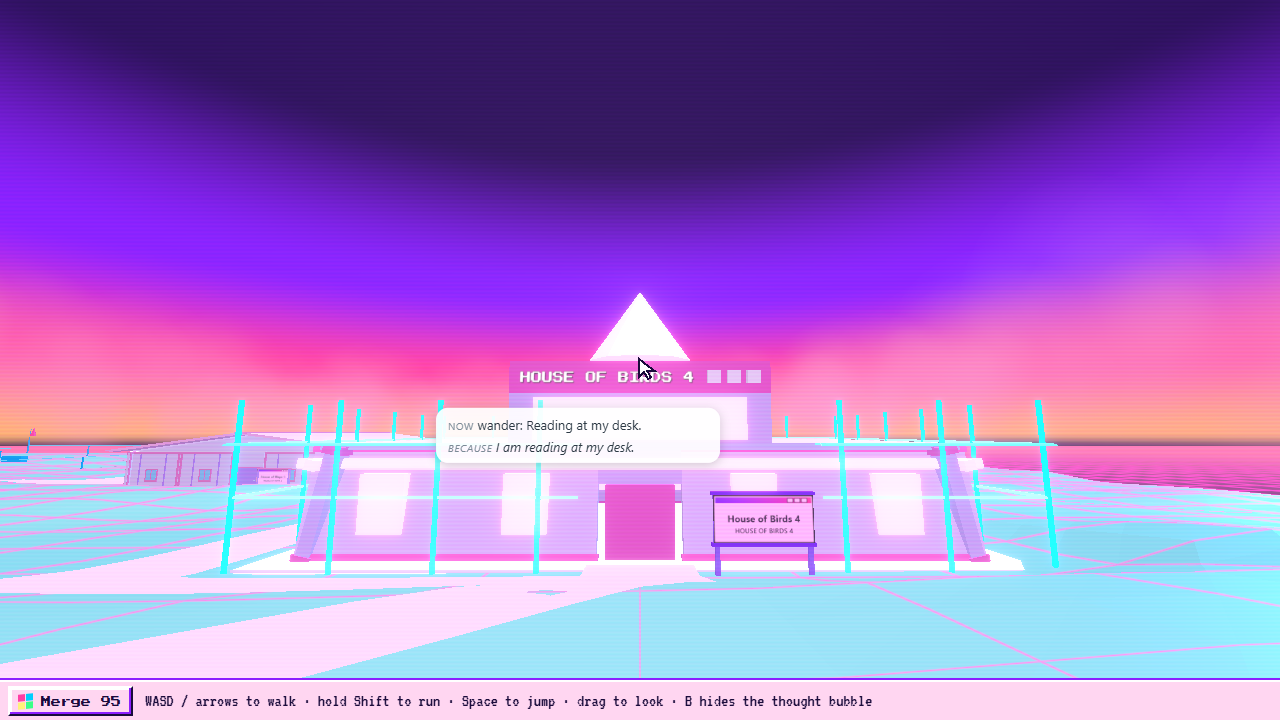 HOUSE OF BIRDS 4
NOW wander: Reading at my desk.
BECAUSE I am reading at my desk.
House of Birds 4
HOUSE OF BIRDS 4
Merge 95
WASD / arrows to walk · hold Shift to run · Space to jump · drag to look · B hides the thought bubble